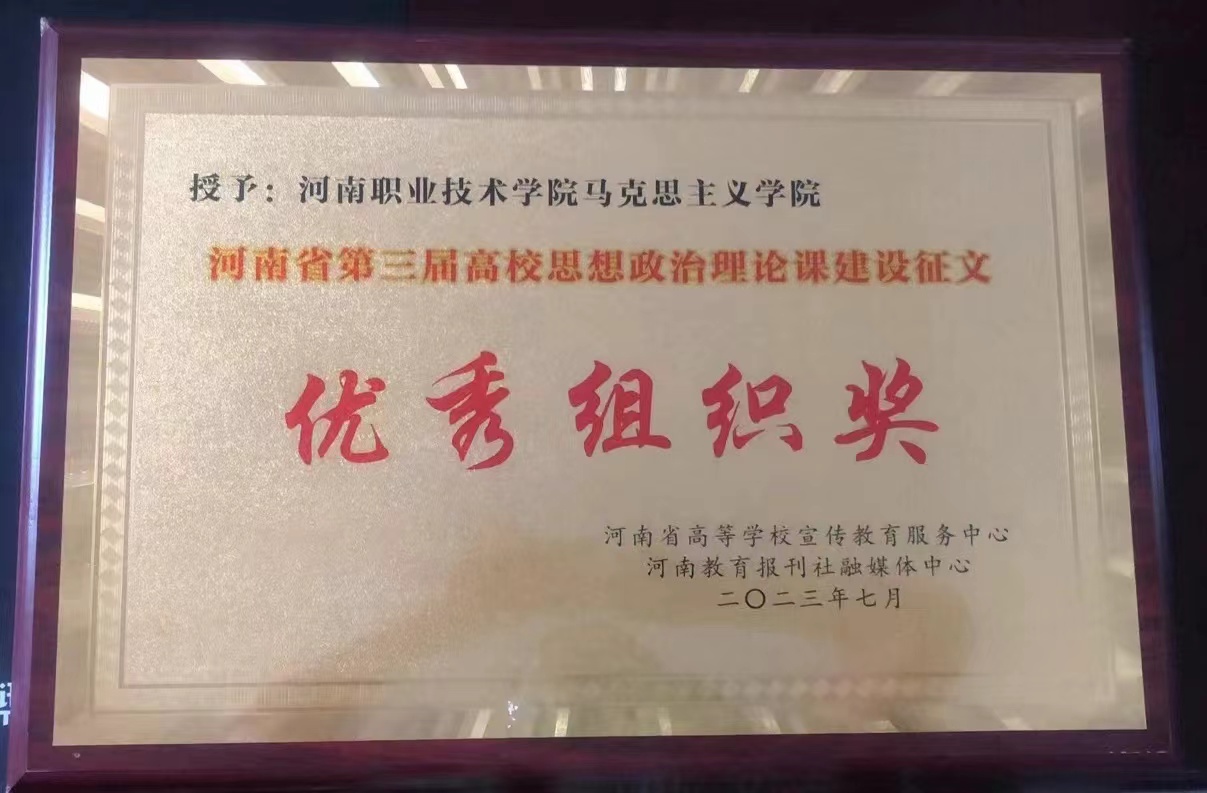 授予：河南职业技术学院马克思主义学院
河南省第三届高校思想政治理论课建设征文
优秀组织奖
河南省高等学校宣传教育服务中心
河南教育报刊社融媒体中心
二〇二三年七月